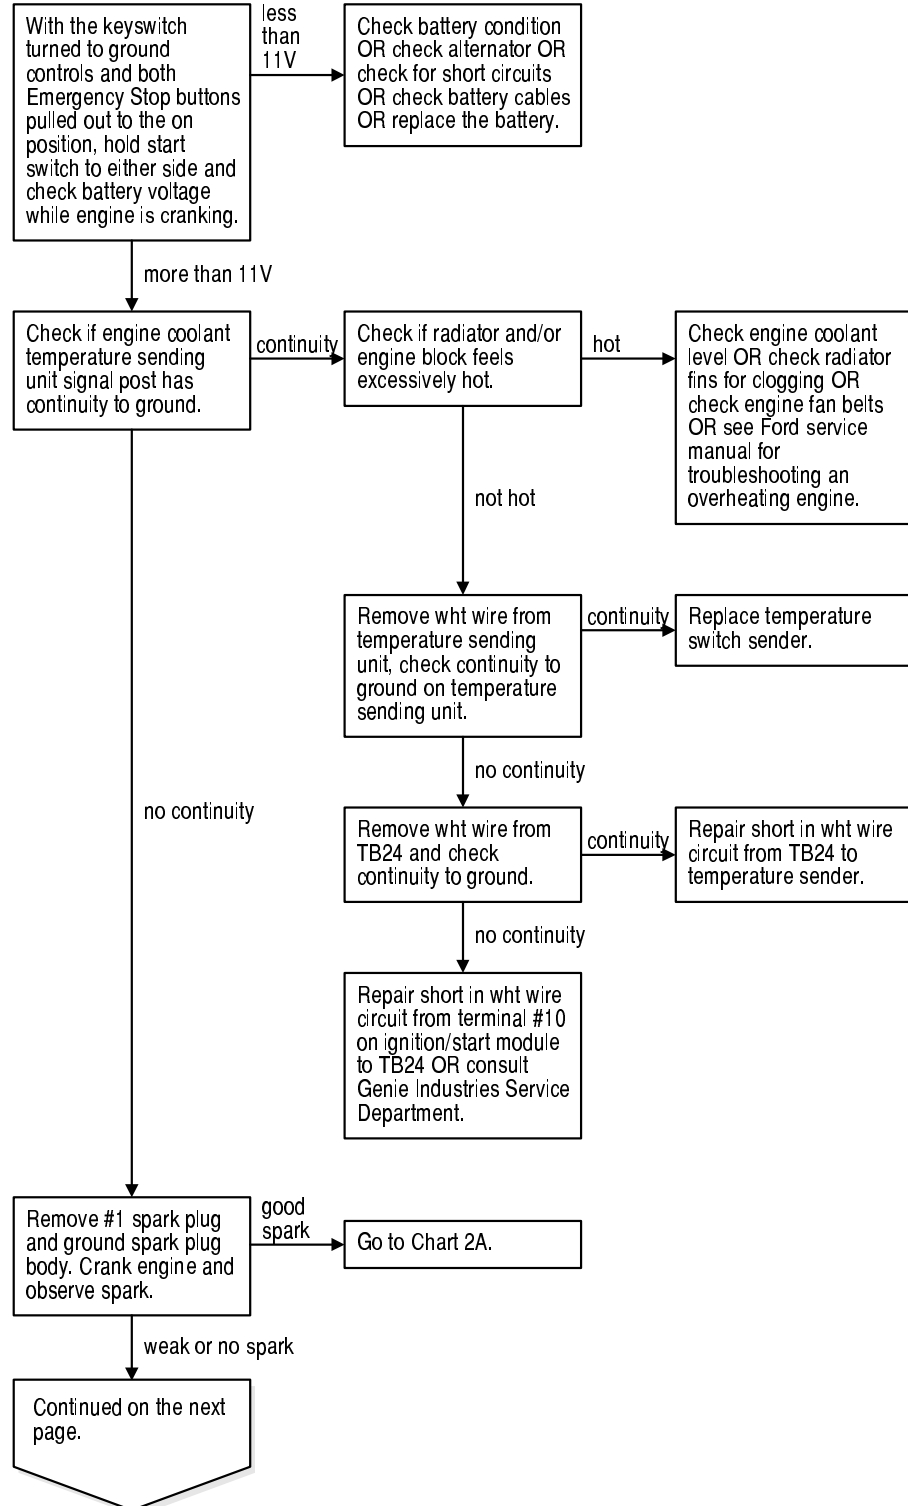 With the keyswitch
turned to ground
controls and both
Emergency Stop buttons
pulled out to the on
position, hold start
switch to either side and
check battery voltage
while engine is cranking.
less
than
11V
Check battery condition
OR check alternator OR
check for short circuits
OR check battery cables
OR replace the battery.
more than 11V
Check if engine coolant
temperature sending
unit signal post has
continuity to ground.
continuity
Check if radiator and/or
engine block feels
excessively hot.
hot
Check engine coolant
level OR check radiator
fins for clogging OR
check engine fan belts
OR see Ford service
manual for
troubleshooting an
overheating engine.
not hot
Remove wht wire from
temperature sending
unit, check continuity to
ground on temperature
sending unit.
continuity
Replace temperature
switch sender.
no continuity
no continuity
Remove wht wire from
TB24 and check
continuity to ground.
continuity
Repair short in wht wire
circuit from TB24 to
temperature sender.
no continuity
Repair short in wht wire
circuit from terminal #10
on ignition/start module
to TB24 OR consult
Genie Industries Service
Department.
Remove #1 spark plug
and ground spark plug
body. Crank engine and
observe spark.
good
spark
Go to Chart 2A.
weak or no spark
Continued on the next
page.